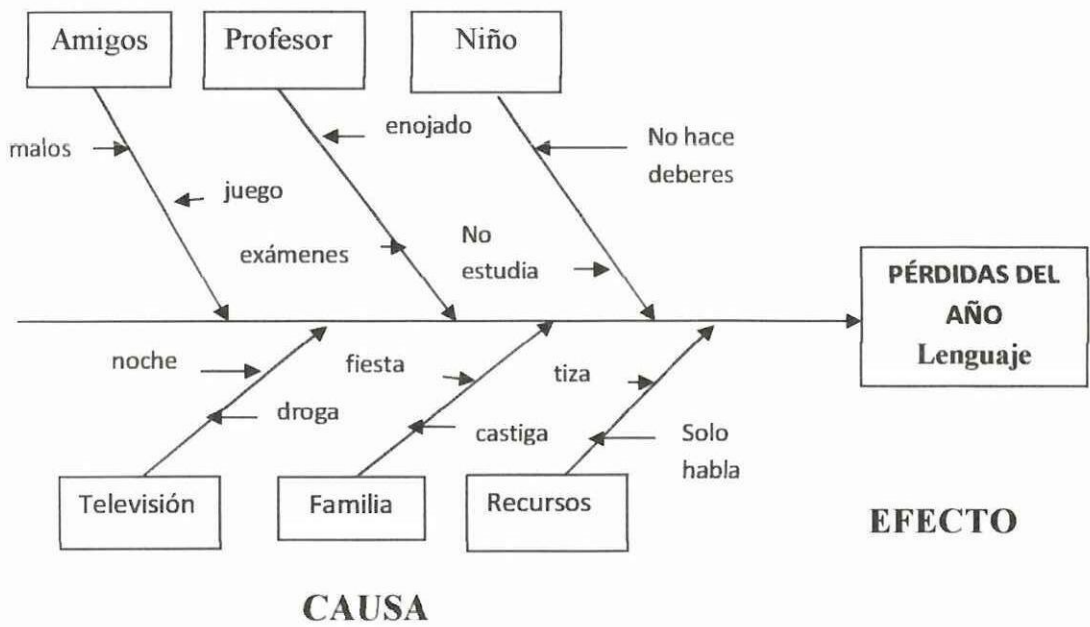 Amigos
Profesor
Niño
malos
enojado
No hace
deberes
juego
exámenes
No
estudia
PÉRDIDAS DEL
AÑO
Lenguaje
noche
fiesta
tiza
droga
castiga
Solo
habla
Televisión
Familia
Recursos
EFECTO
CAUSA